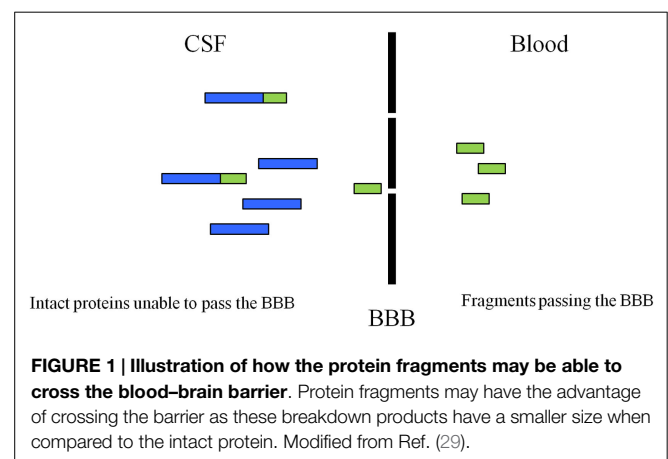 CSF
Blood
Intact proteins unable to pass the BBB
BBB
Fragments passing the BBB
FIGURE 1 | Illustration of how the protein fragments may be able to
cross the blood–brain barrier. Protein fragments may have the advantage
of crossing the barrier as these breakdown products have a smaller size when
compared to the intact protein. Modified from Ref. (29).